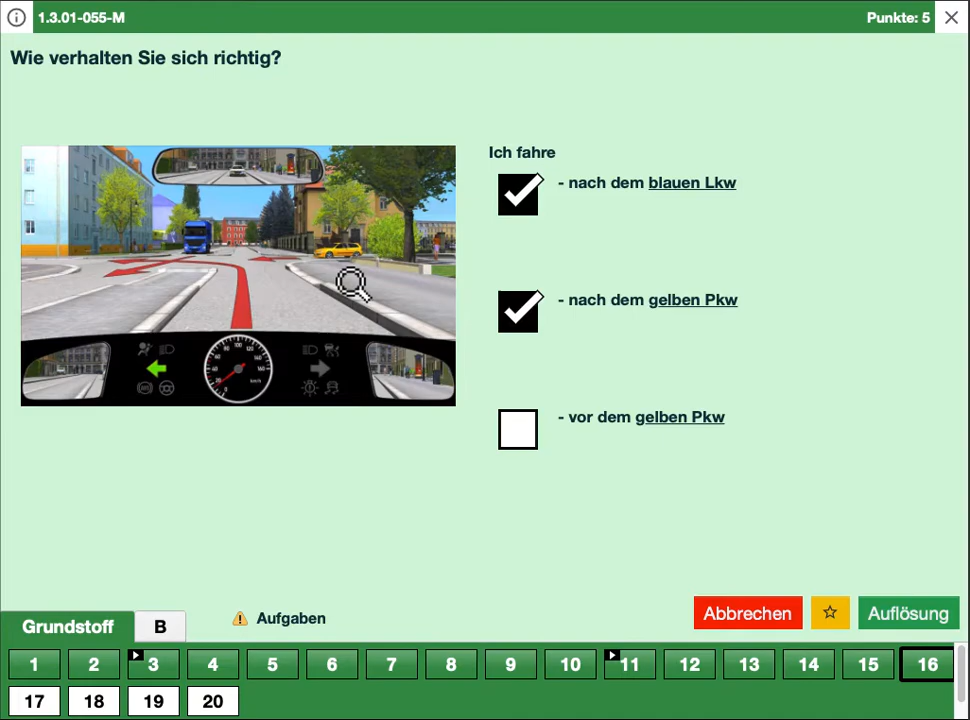 1.3.01-055-M
Punkte: 5
Wie verhalten Sie sich richtig?
Ich fahre
- nach dem blauen Lkw
- nach dem gelben Pkw
- vor dem gelben Pkw
Abbrechen
Auflösung
Grundstoff
B
Aufgaben
1 2 3 4 5 6 7 8 9 10 11 12 13 14 15 16
17 18 19 20